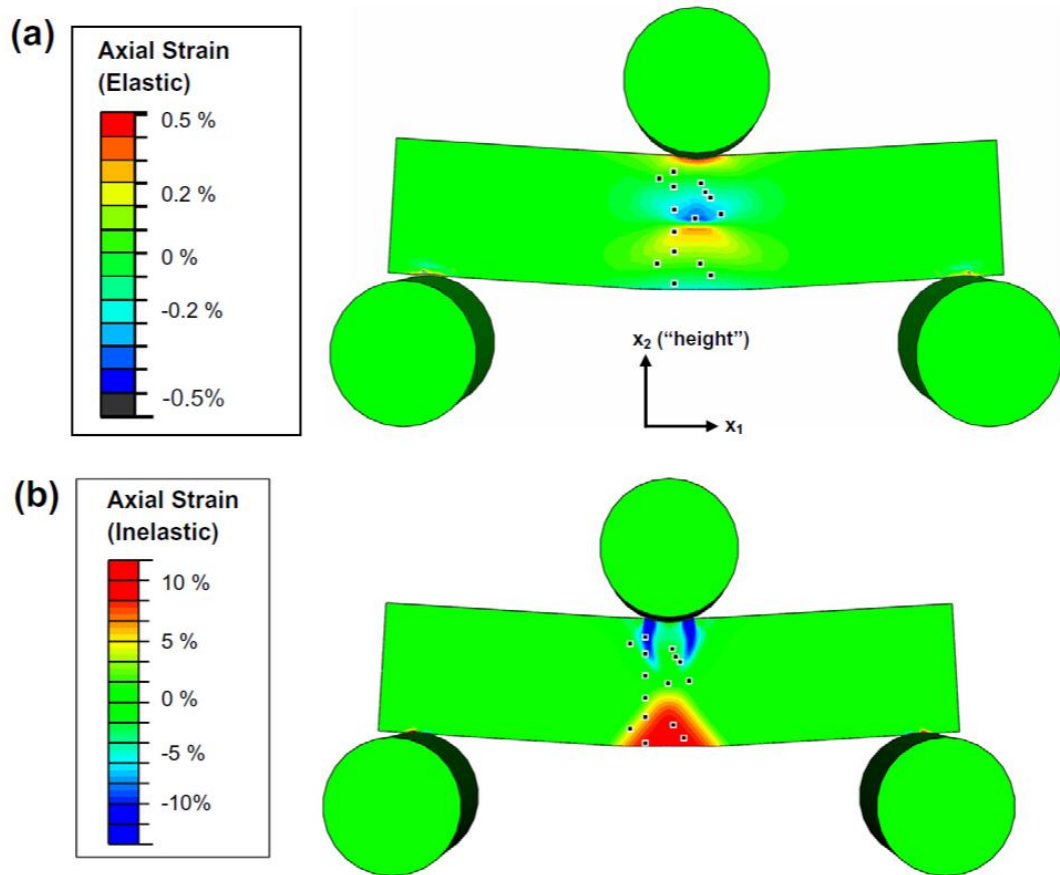 (a)
Axial Strain
(Elastic)
0.5 %
0.2 %
0 %
-0.2 %
-0.5%
x2 (“height”)
x1
(b)
Axial Strain
(Inelastic)
10 %
5 %
0 %
-5 %
-10%